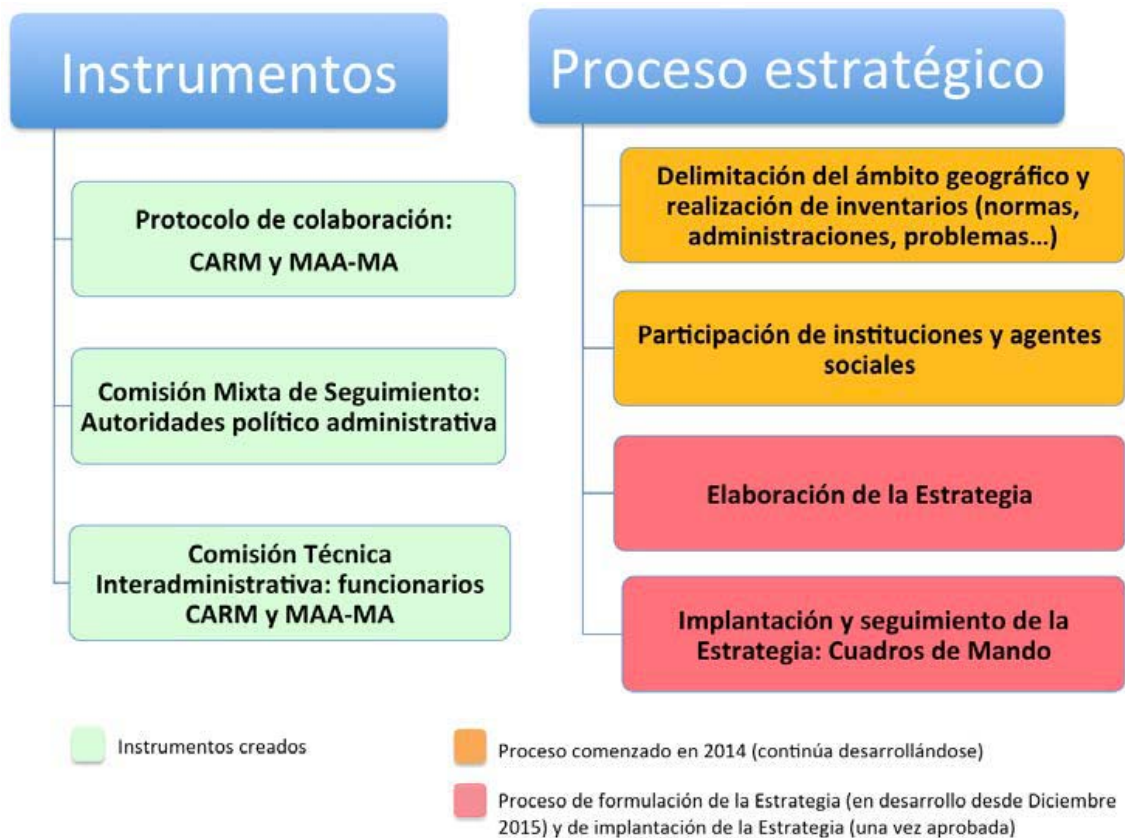 Instrumentos
Protocolo de colaboración:
CARM y MAA-MA
Comisión Mixta de Seguimiento:
Autoridades político administrativa
Comisión Técnica
Interadministrativa: funcionarios
CARM y MAA-MA
Proceso estratégico
Delimitación del ámbito geográfico y
realización de inventarios (normas,
administraciones, problemas...)
Participación de instituciones y agentes
sociales
Elaboración de la Estrategia
Implantación y seguimiento de la
Estrategia: Cuadros de Mando
Instrumentos creados
Proceso comenzado en 2014 (continúa desarrollándose)
Proceso de formulación de la Estrategia (en desarrollo desde Diciembre
2015) y de implantación de la Estrategia (una vez aprobada)